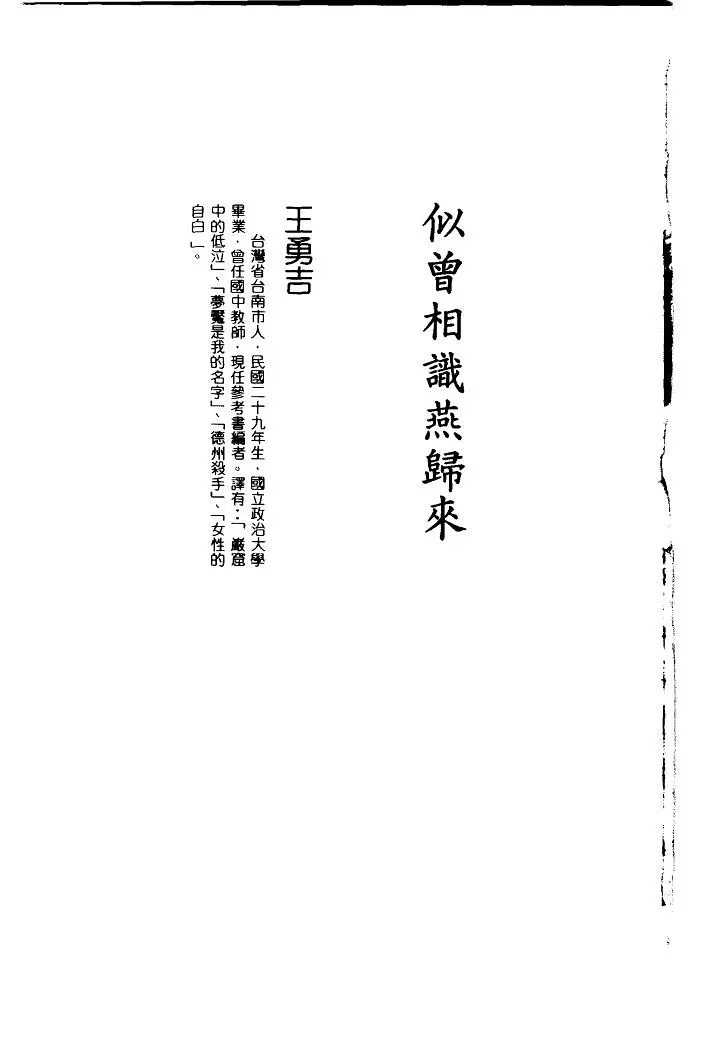 似曾相識燕歸來
王勇吉
台灣省台南市人．民國二十九年生、國立政治大學
畢業．曾任國中教師．現任參考書編者。譯有：「巖窟
中的低泣」、「夢魘是我的名字」、「德州殺手」、「女性的
自白」。